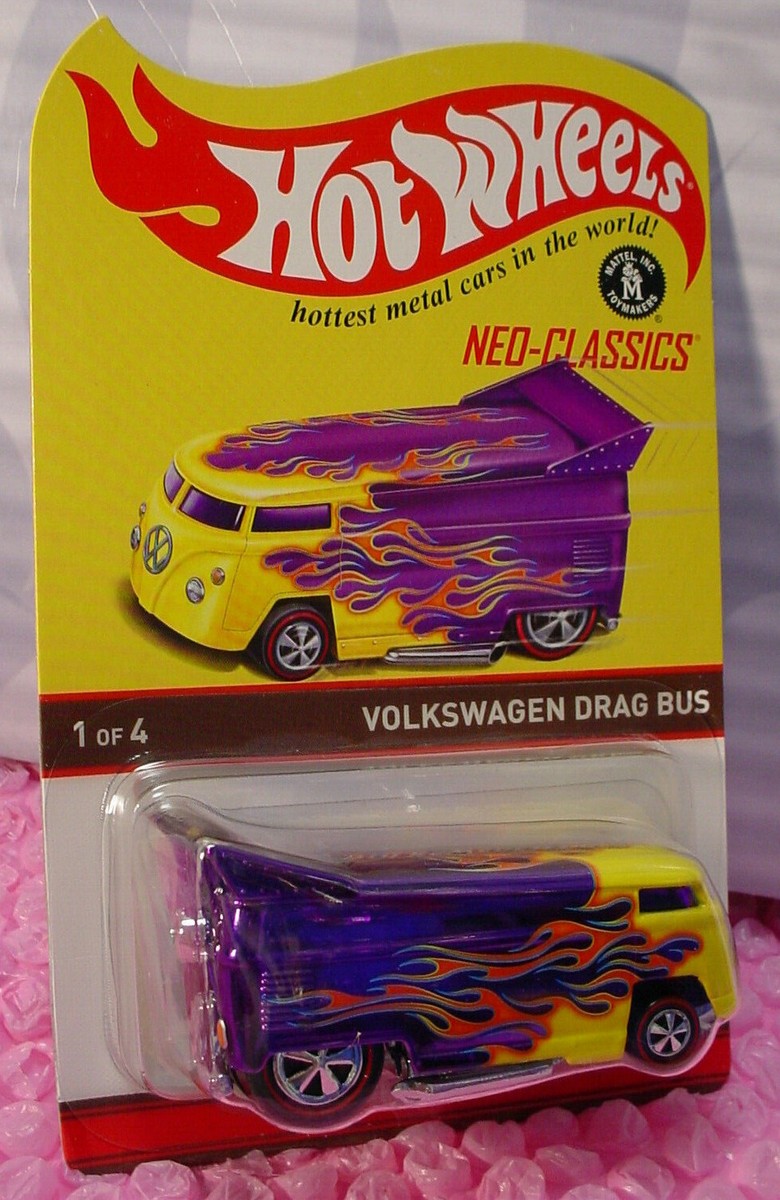 HOT WHEELS®
hottest metal cars in the world!
MATTEL, INC.
M
TOYMAKERS
®
NEO-CLASSICS®
1 OF 4
VOLKSWAGEN DRAG BUS